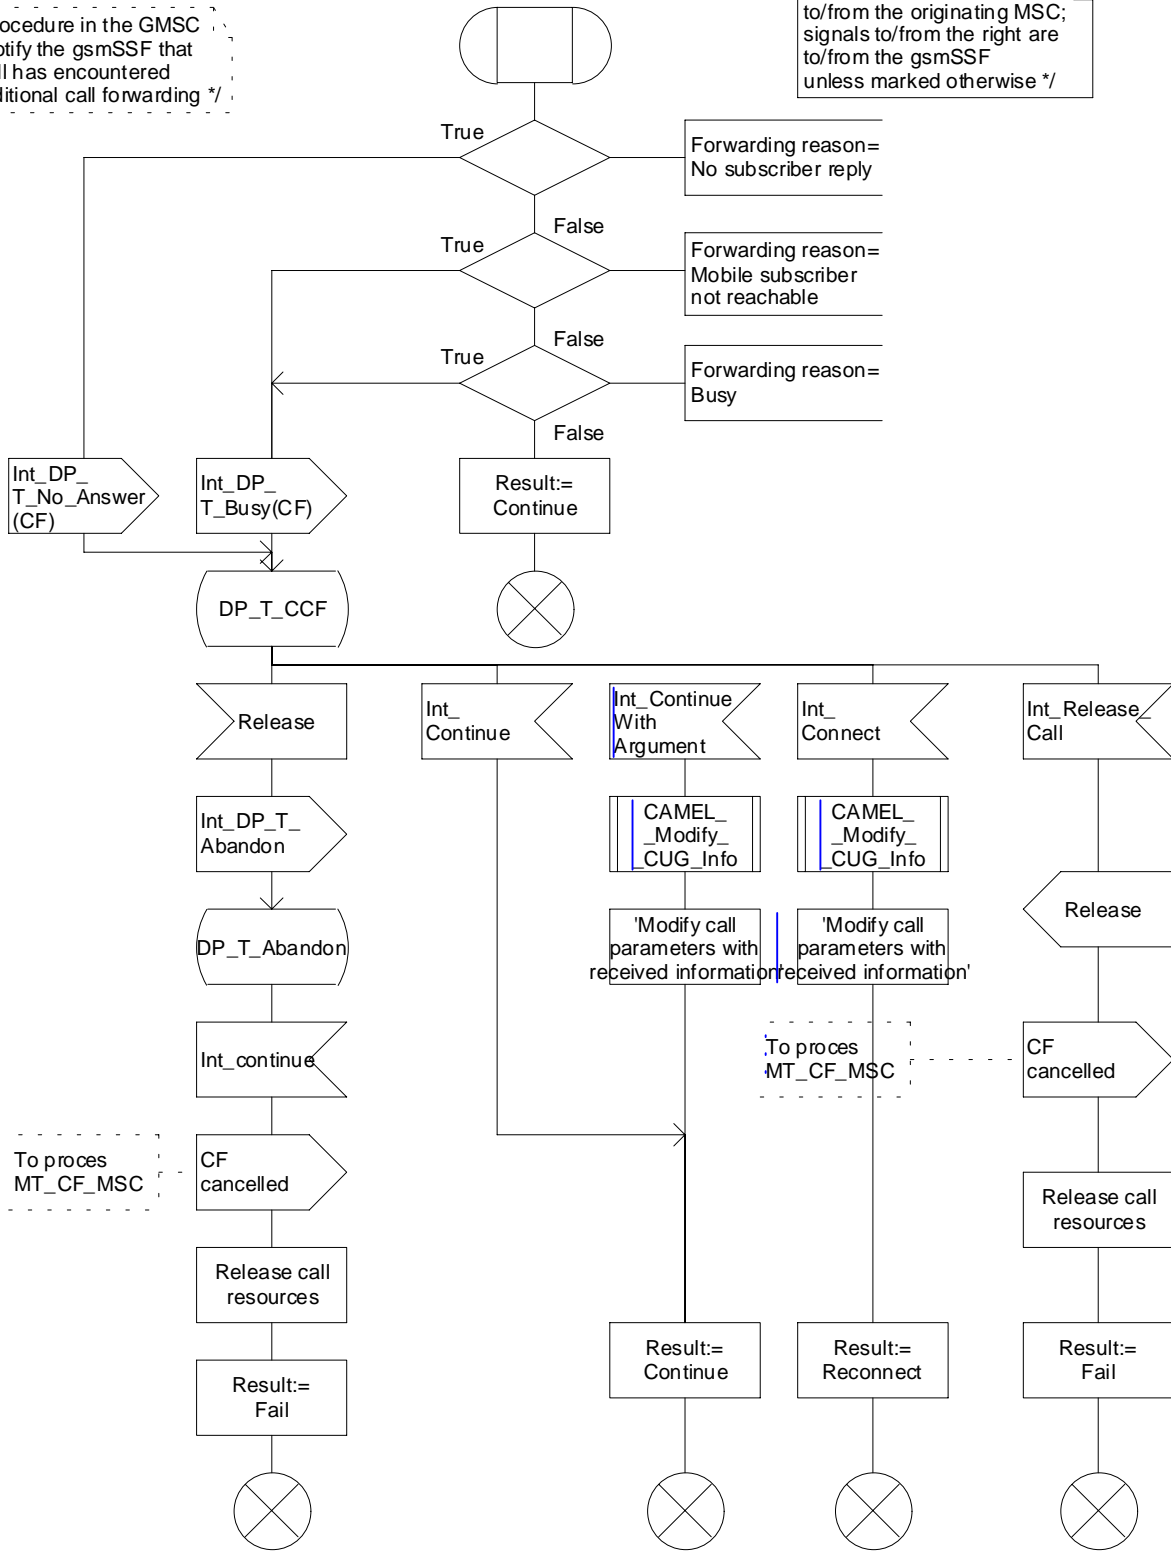 ocedure in the GMSC
otify the gsmSSF that
ll has encountered
ditional call forwarding */
to/from the originating MSC;
signals to/from the right are
to/from the gsmSSF
unless marked otherwise */
True
Forwarding reason=
No subscriber reply
False
True
Forwarding reason=
Mobile subscriber
not reachable
False
True
Forwarding reason=
Busy
False
Int_DP_
T_No_Answer
(CF)
Int_DP_
T_Busy(CF)
Result:=
Continue
DP_T_CCF
Release
Int_
Continue
Int_Continue
With
Argument
Int_
Connect
Int_Release_
Call
Int_DP_T_
Abandon
CAMEL_
_Modify_
_CUG_Info
CAMEL_
_Modify_
_CUG_Info
Release
DP_T_Abandon
'Modify call
parameters with
received information'
'Modify call
parameters with
received information'
Int_continue
To proces
MT_CF_MSC
CF
cancelled
To proces
MT_CF_MSC
CF
cancelled
Release call
resources
Release call
resources
Result:=
Continue
Result:=
Reconnect
Result:=
Fail
Result:=
Fail